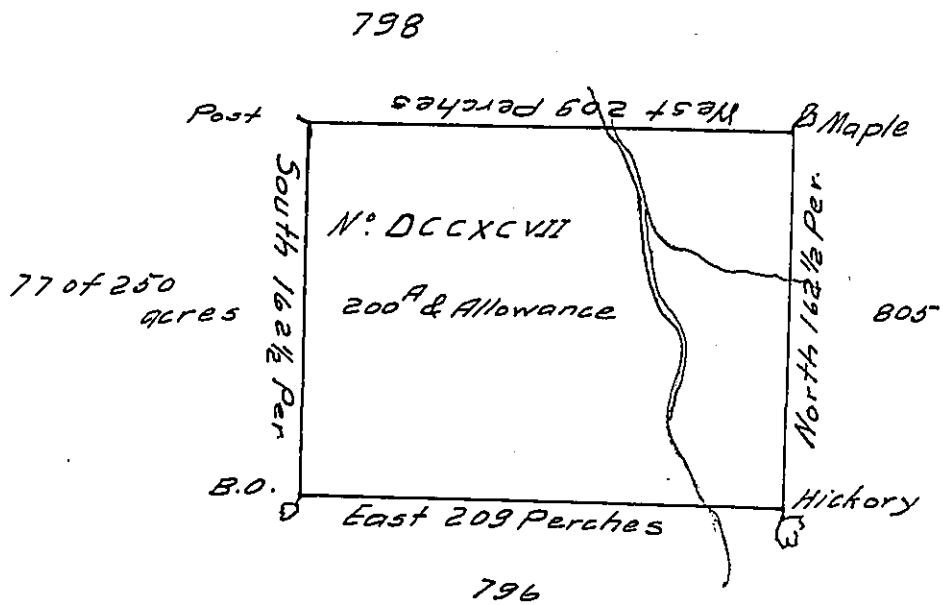 798
Post
West 209 Perches
Maple
South 162½ Per
North 162½ Per.
No. DCCXCVII
77 of 250
acres
200A & Allowance
805
B.O.
East 209 Perches
Hickory
796